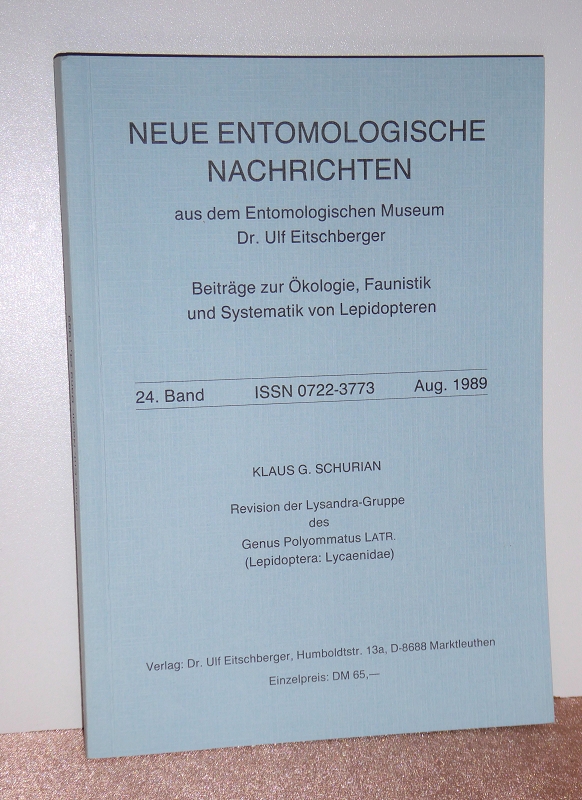 NEUE ENTOMOLOGISCHE
NACHRICHTEN
aus dem Entomologischen Museum
Dr. Ulf Eitschberger
Beiträge zur Ökologie, Faunistik
und Systematik von Lepidopteren
24. Band ISSN 0722-3773 Aug. 1989
KLAUS G. SCHURIAN
Revision der Lysandra-Gruppe
des
Genus Polyommatus LATR.
(Lepidoptera: Lycaenidae)
Verlag: Dr. Ulf Eitschberger, Humboldtstr. 13a, D-8688 Marktleuthen
Einzelpreis: DM 65,—